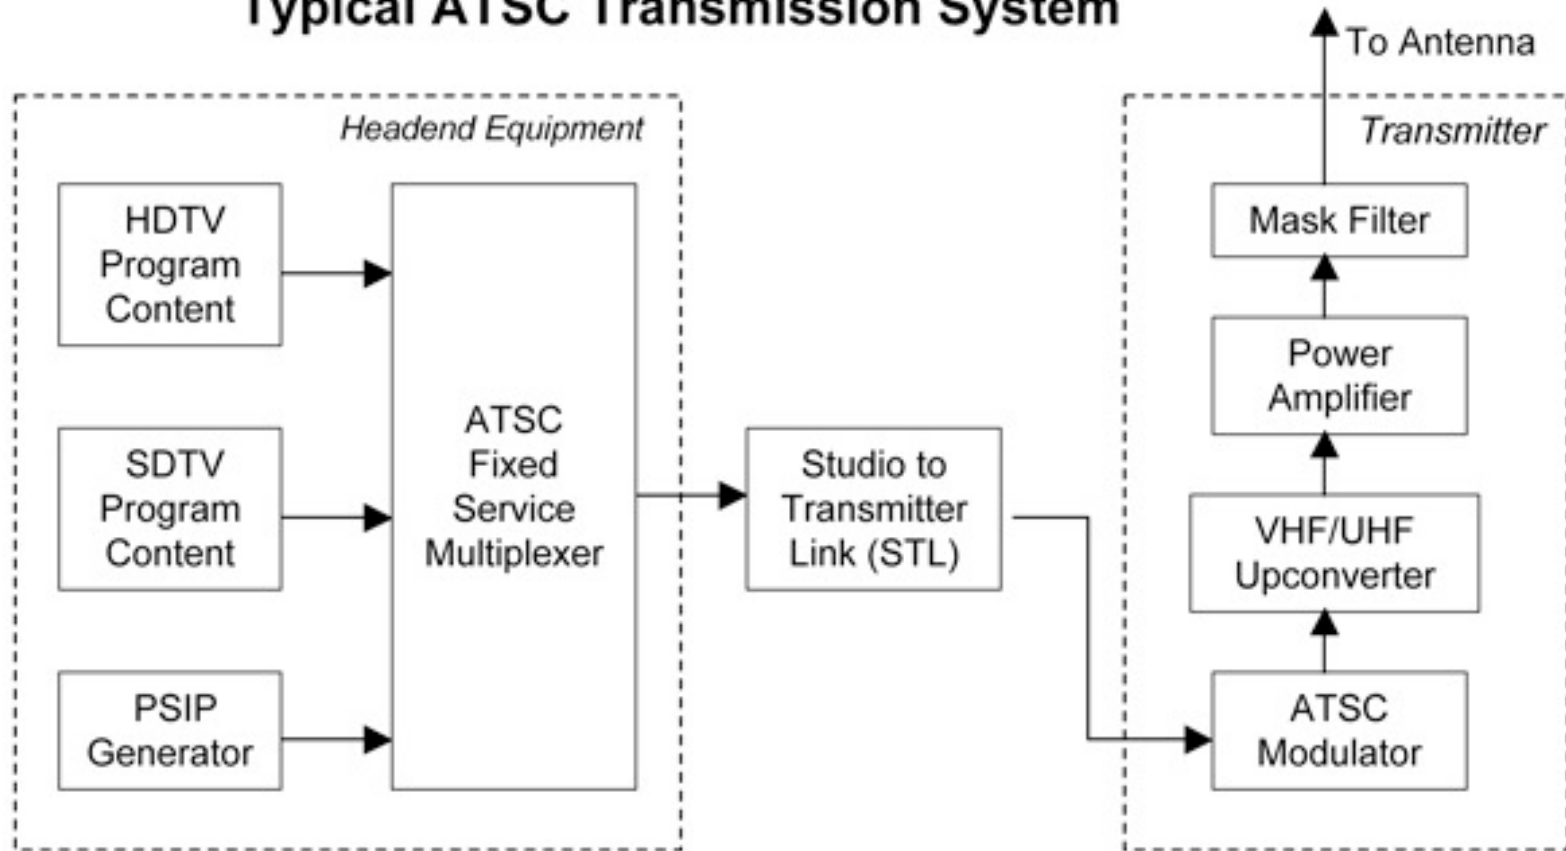 Typical ATSC Transmission System
To Antenna
Headend Equipment
Transmitter
HDTV
Program
Content
SDTV
Program
Content
PSIP
Generator
ATSC
Fixed
Service
Multiplexer
Studio to
Transmitter
Link (STL)
Mask Filter
Power
Amplifier
VHF/UHF
Upconverter
ATSC
Modulator